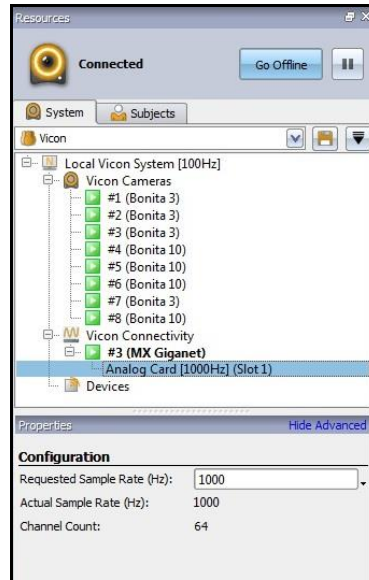 Resources
Connected
Go Offline
System
Subjects
Vicon
Local Vicon System [100Hz]
Vicon Cameras
#1 (Bonita 3)
#2 (Bonita 3)
#3 (Bonita 3)
#4 (Bonita 10)
#5 (Bonita 10)
#6 (Bonita 10)
#7 (Bonita 3)
#8 (Bonita 10)
Vicon Connectivity
#3 (MX Giganet)
Analog Card [1000Hz] (Slot 1)
Devices
Properties Hide Advanced
Configuration
Requested Sample Rate (Hz): 1000
Actual Sample Rate (Hz): 1000
Channel Count: 64